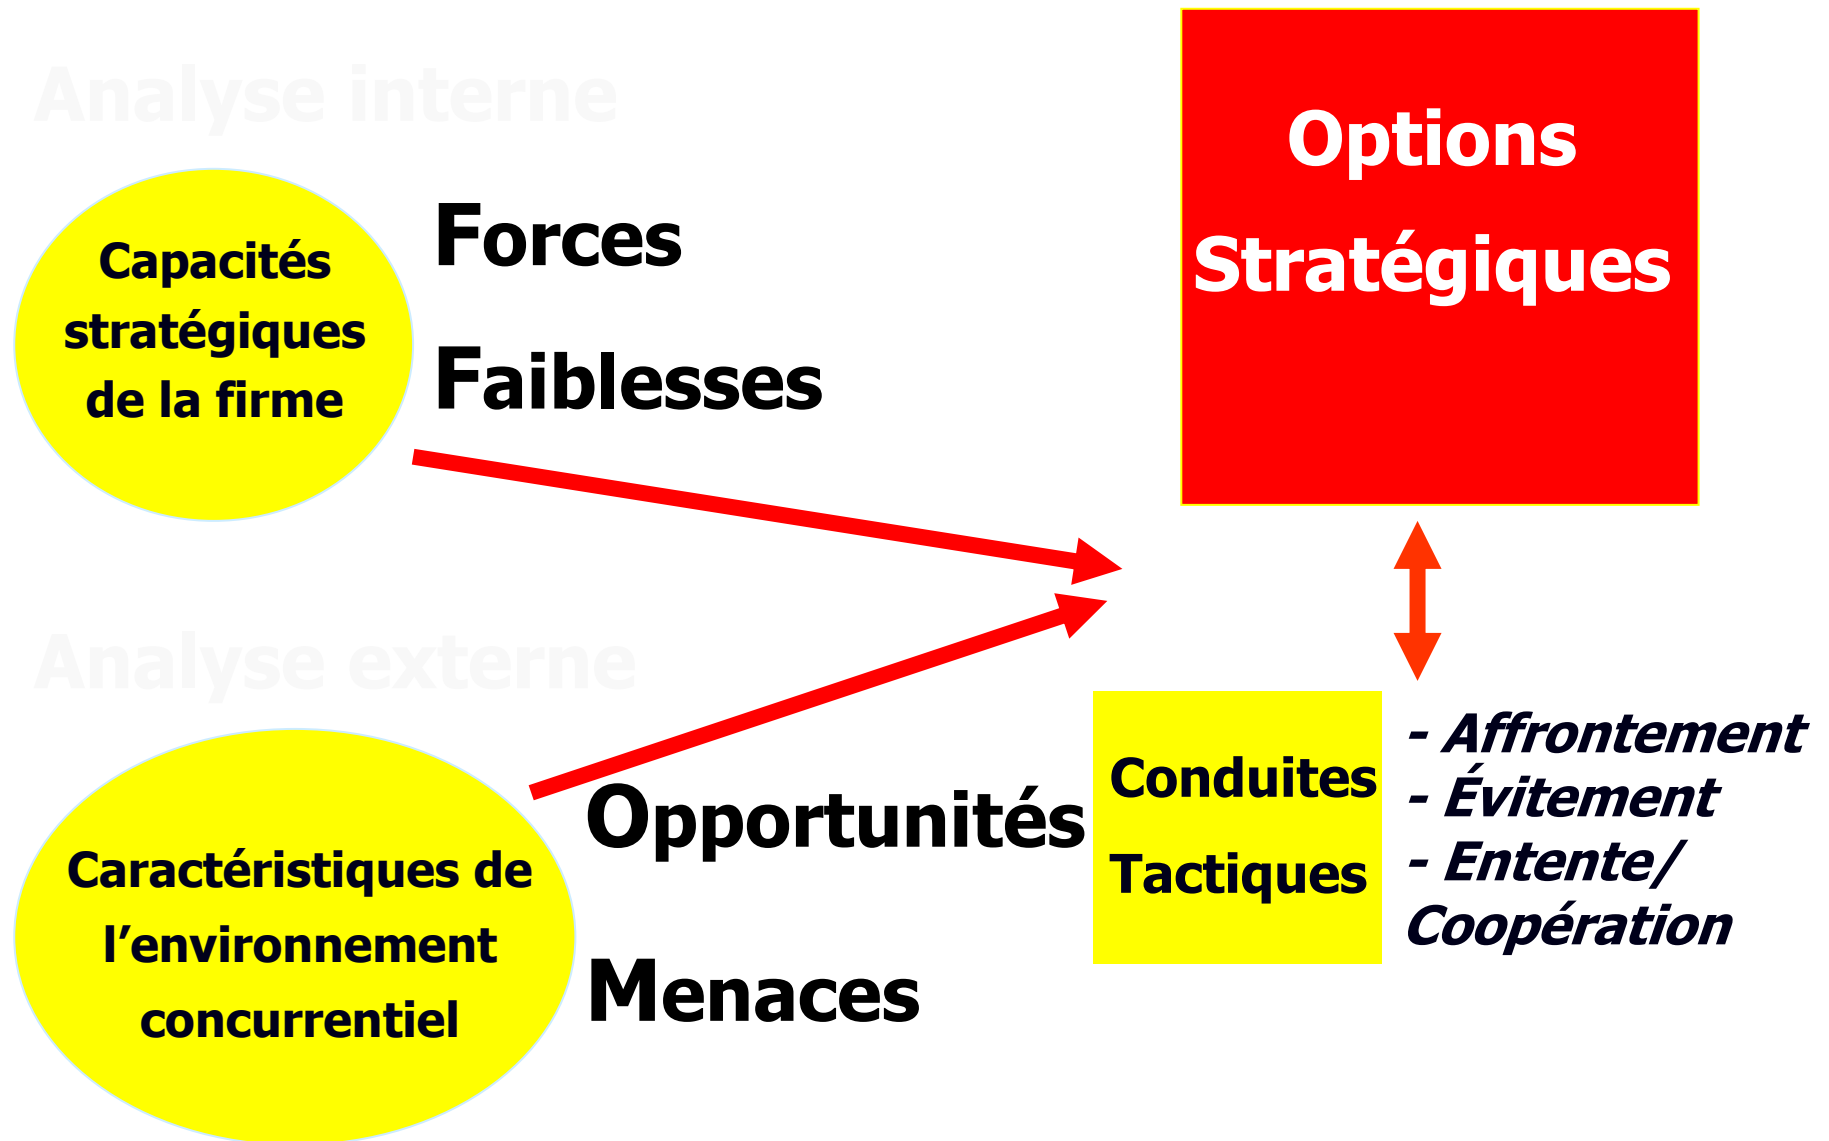 Analyse interne
Capacités
stratégiques
de la firme
Forces
Faiblesses
Options
Stratégiques
Analyse externe
Caractéristiques de
l’environnement
concurrentiel
Opportunités
Menaces
Conduites
Tactiques
- Affrontement
- Évitement
- Entente/
Coopération